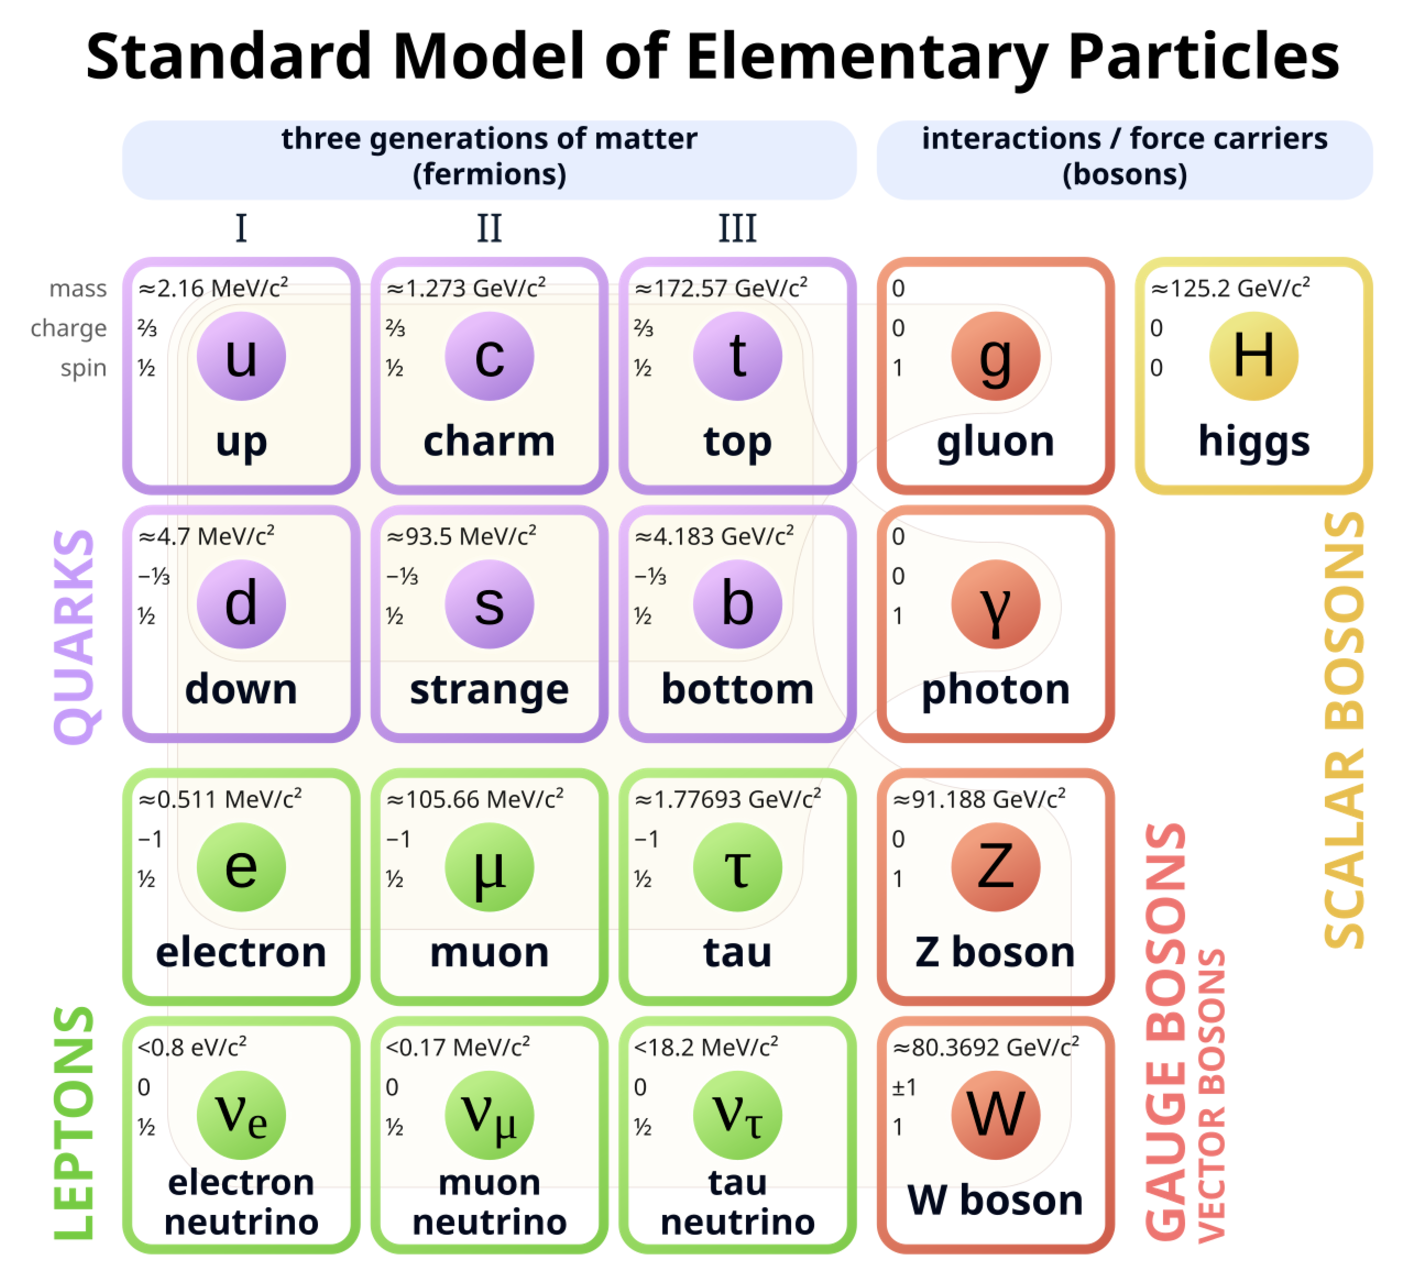 Standard Model of Elementary Particles
three generations of matter
(fermions)
interactions / force carriers
(bosons)
I
II
III
mass
charge
spin
≈2.16 MeV/c²
⅔
½
u
up
≈1.273 GeV/c²
⅔
½
c
charm
≈172.57 GeV/c²
⅔
½
t
top
0
0
1
g
gluon
≈125.2 GeV/c²
0
0
H
higgs
QUARKS
≈4.7 MeV/c²
−⅓
½
d
down
≈93.5 MeV/c²
−⅓
½
s
strange
≈4.183 GeV/c²
−⅓
½
b
bottom
0
0
1
γ
photon
SCALAR BOSONS
≈0.511 MeV/c²
−1
½
e
electron
≈105.66 MeV/c²
−1
½
μ
muon
≈1.77693 GeV/c²
−1
½
τ
tau
≈91.188 GeV/c²
0
1
Z
Z boson
LEPTONS
<0.8 eV/c²
0
½
νe
electron
neutrino
<0.17 MeV/c²
0
½
νμ
muon
neutrino
<18.2 MeV/c²
0
½
ντ
tau
neutrino
≈80.3692 GeV/c²
±1
1
W
W boson
GAUGE BOSONS
VECTOR BOSONS